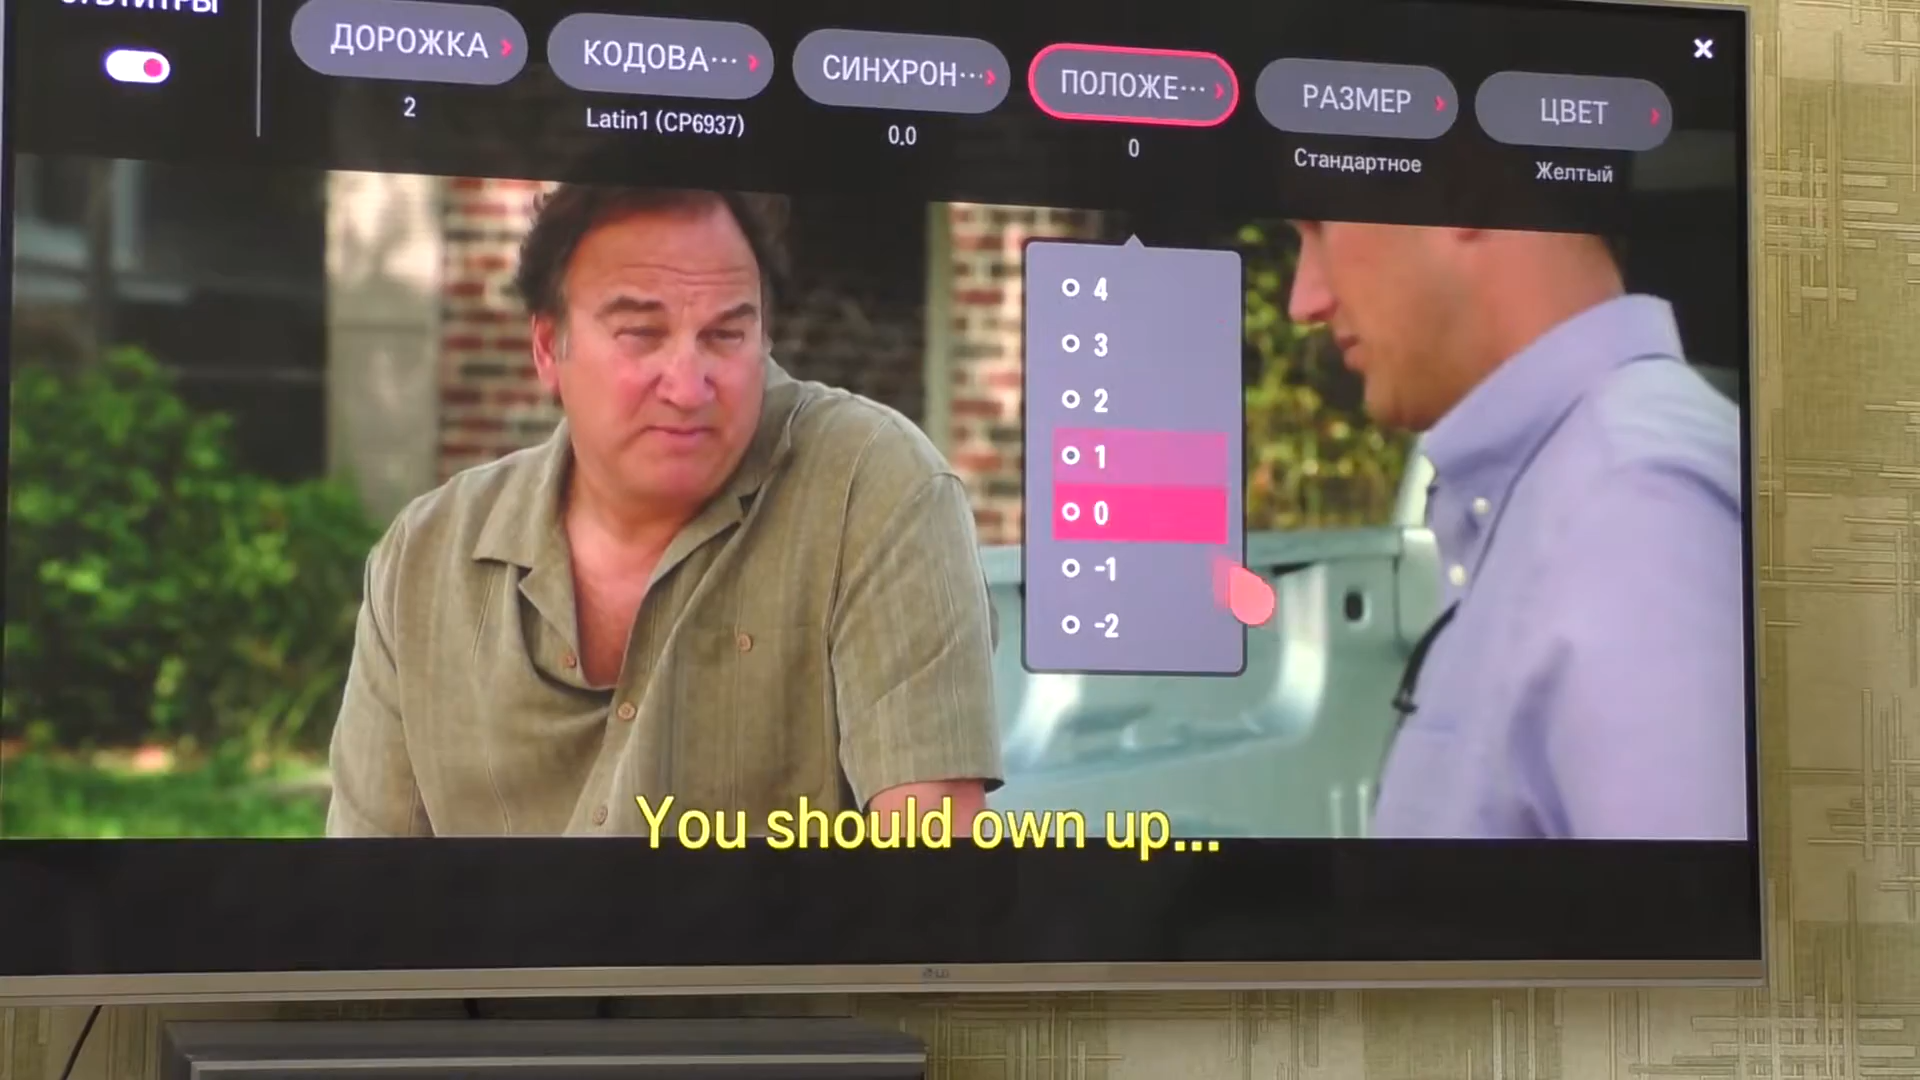 ДОРОЖКА
2
КОДОВА...
Latin1 (CP6937)
СИНХРОН...
0.0
ПОЛОЖЕ...
0
РАЗМЕР
Стандартное
ЦВЕТ
Желтый
4
3
2
1
0
-1
-2
You should own up...
LG